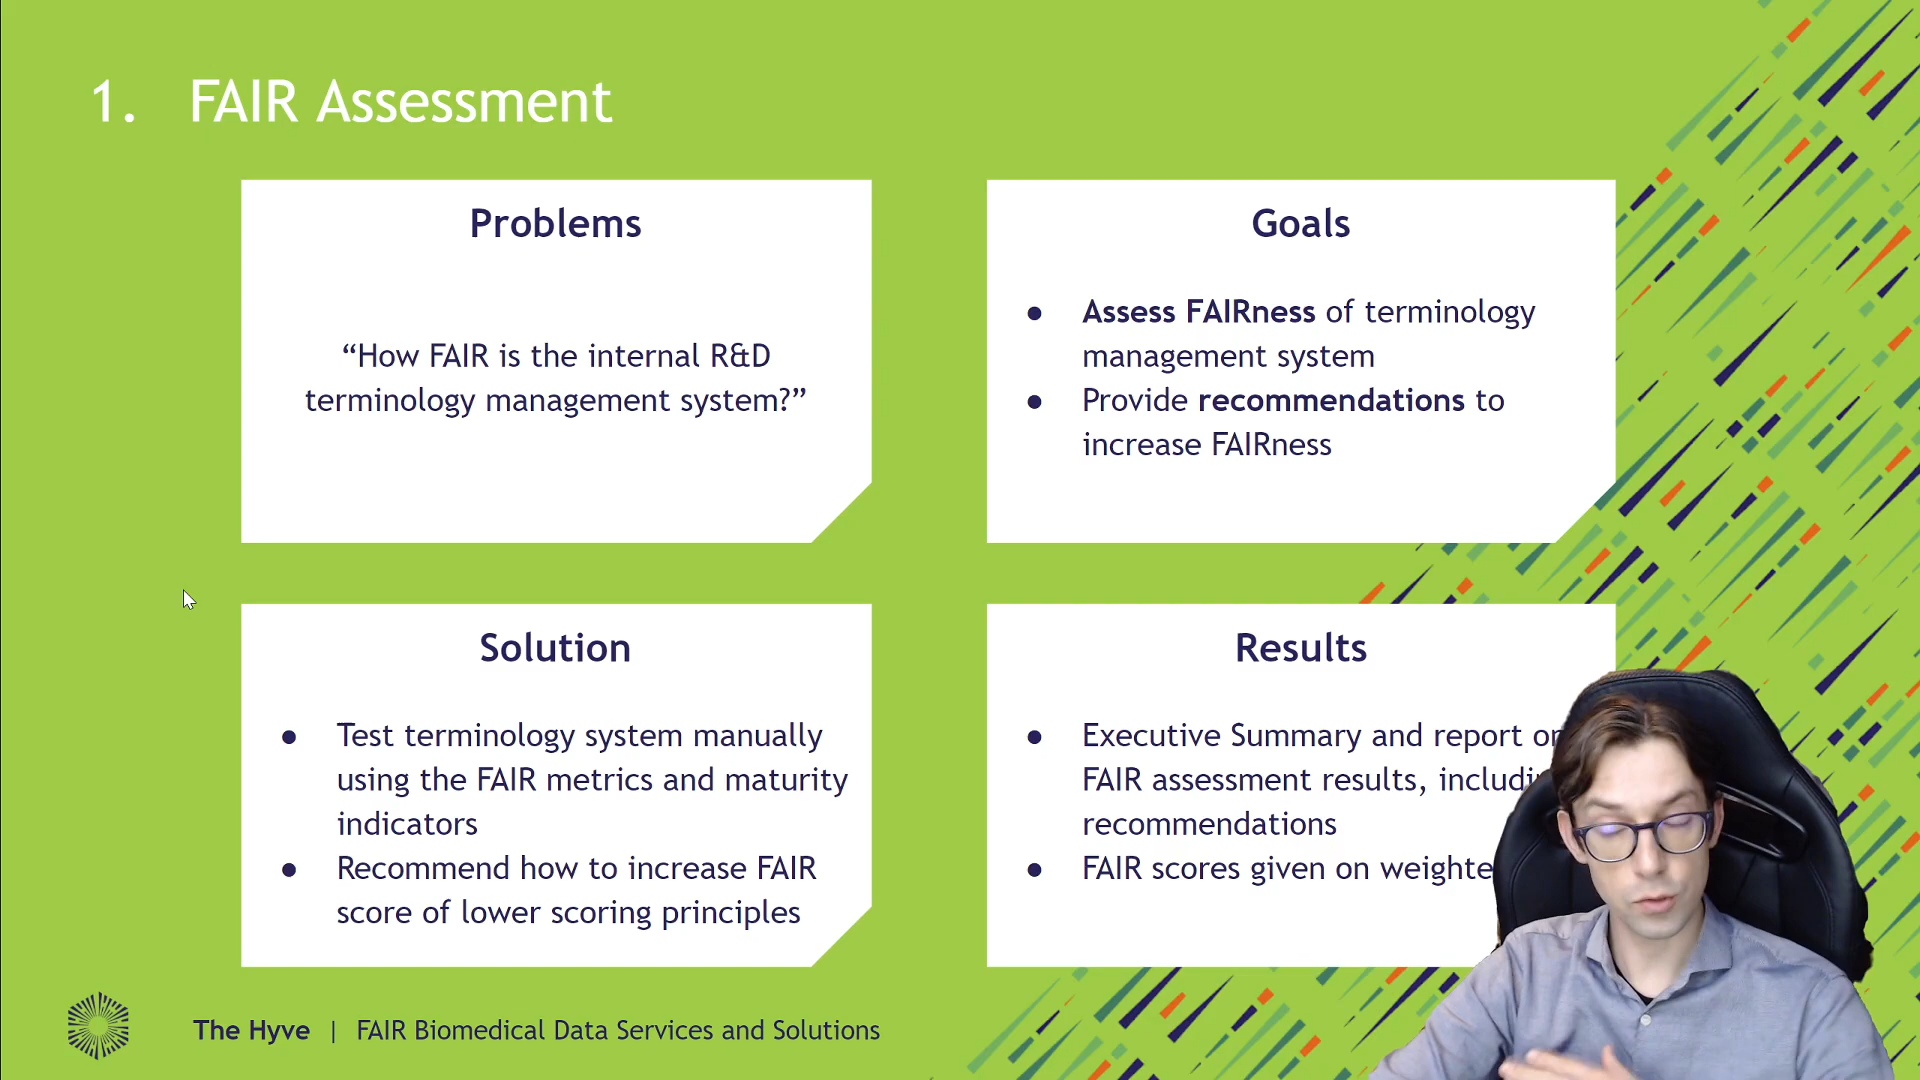 1. FAIR Assessment
Problems
“How FAIR is the internal R&D
terminology management system?”
Goals
● Assess FAIRness of terminology
management system
● Provide recommendations to
increase FAIRness
Solution
● Test terminology system manually
using the FAIR metrics and maturity
indicators
● Recommend how to increase FAIR
score of lower scoring principles
Results
● Executive Summary and report
FAIR assessment results,
recommendations
● FAIR scores given on
The Hyve | FAIR Biomedical Data Services and Solutions